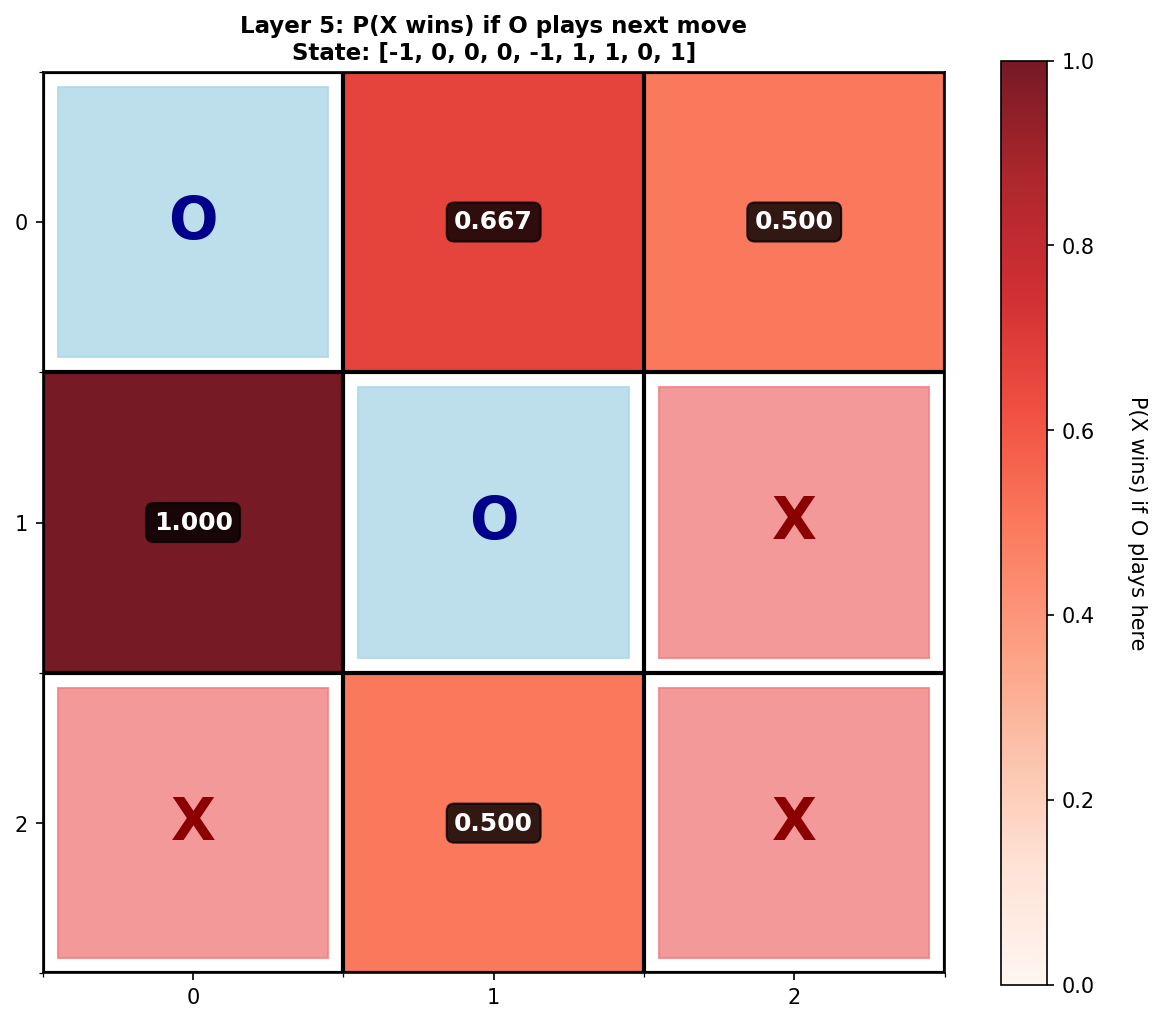 Layer 5: P(X wins) if O plays next move
State: [-1, 0, 0, 0, -1, 1, 1, 0, 1]
0
O
0.667
0.500
1
1.000
O
X
2
X
0.500
X
0
1
2
1.0
0.8
0.6
0.4
0.2
0.0
P(X wins) if O plays here